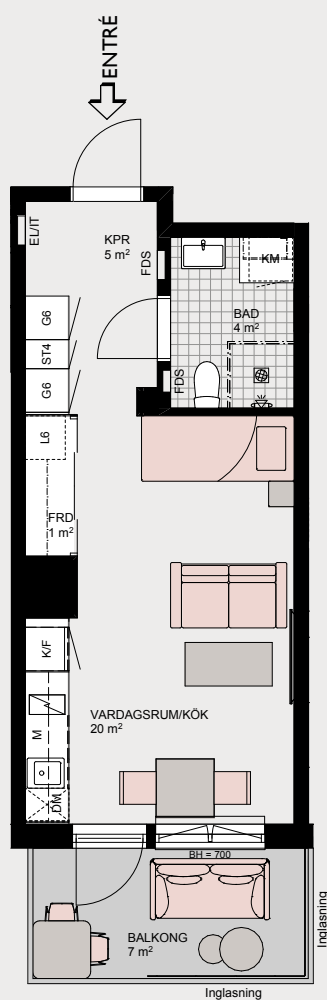 ENTRÉ
EL/IT
KPR
5 m²
FDS
KM
BAD
4 m²
G6
ST4
G6
FDS
L6
FRD
1 m²
K/F
M
VARDAGSRUM/KÖK
20 m²
DM
BH = 700
BALKONG
7 m²
Inglasning
Inglasning